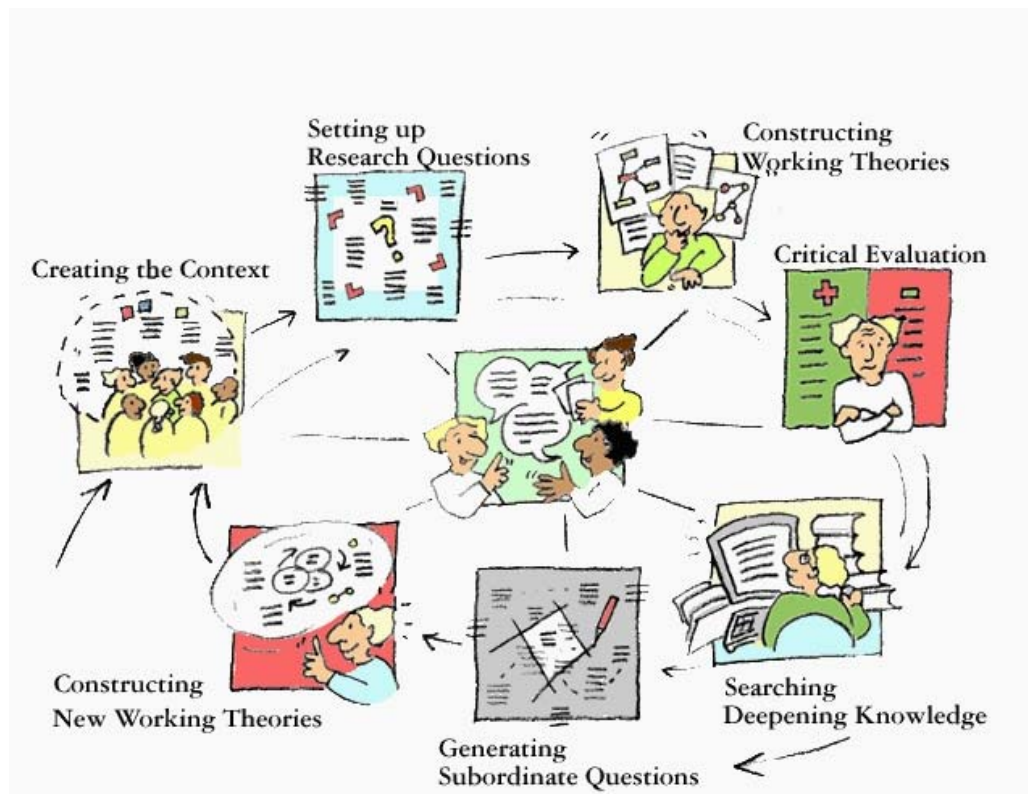 Setting up
Research Questions
Constructing
Working Theories
Creating the Context
Critical Evaluation
Constructing
New Working Theories
Searching
Deepening Knowledge
Generating
Subordinate Questions